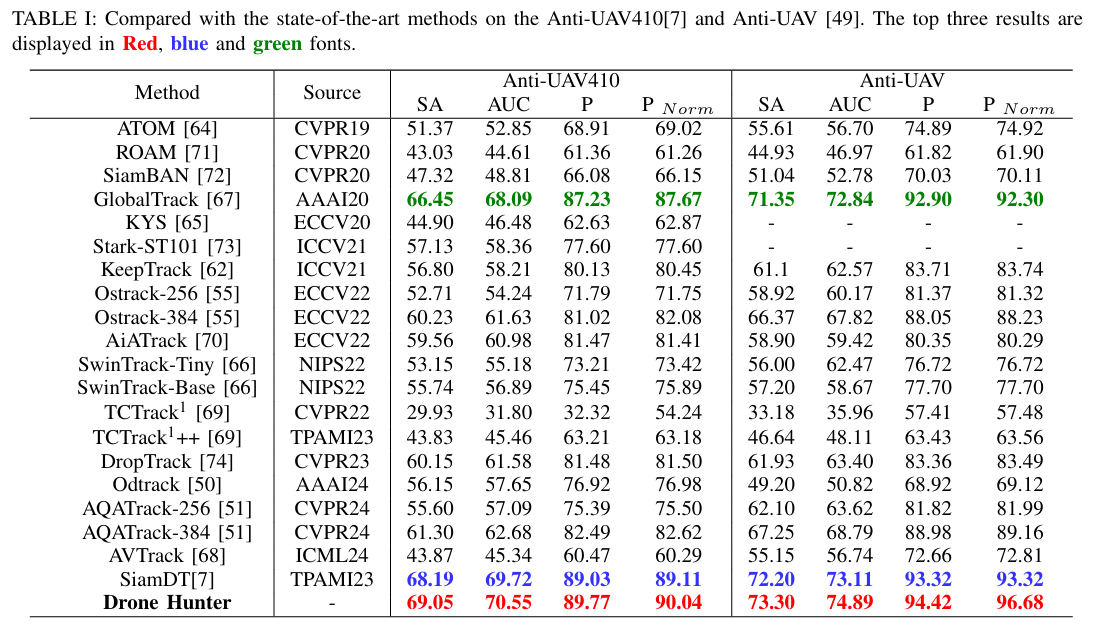 TABLE I: Compared with the state-of-the-art methods on the Anti-UAV410[7] and Anti-UAV [49]. The top three results are
displayed in Red, blue and green fonts.
Method Source Anti-UAV410 Anti-UAV
SA AUC P P Norm SA AUC P P Norm
ATOM [64] CVPR19 51.37 52.85 68.91 69.02 55.61 56.70 74.89 74.92
ROAM [71] CVPR20 43.03 44.61 61.36 61.26 44.93 46.97 61.82 61.90
SiamBAN [72] CVPR20 47.32 48.81 66.08 66.15 51.04 52.78 70.03 70.11
GlobalTrack [67] AAAI20 66.45 68.09 87.23 87.67 71.35 72.84 92.90 92.30
KYS [65] ECCV20 44.90 46.48 62.63 62.87 - - - -
Stark-ST101 [73] ICCV21 57.13 58.36 77.60 77.60 - - - -
KeepTrack [62] ICCV21 56.80 58.21 80.13 80.45 61.1 62.57 83.71 83.74
Ostrack-256 [55] ECCV22 52.71 54.24 71.79 71.75 58.92 60.17 81.37 81.32
Ostrack-384 [55] ECCV22 60.23 61.63 81.02 82.08 66.37 67.82 88.05 88.23
AiATrack [70] ECCV22 59.56 60.98 81.47 81.41 58.90 59.42 80.35 80.29
SwinTrack-Tiny [66] NIPS22 53.15 55.18 73.21 73.42 56.00 62.47 76.72 76.72
SwinTrack-Base [66] NIPS22 55.74 56.89 75.45 75.89 57.20 58.67 77.70 77.70
TCTrack¹ [69] CVPR22 29.93 31.80 32.32 54.24 33.18 35.96 57.41 57.48
TCTrack¹++ [69] TPAMI23 43.83 45.46 63.21 63.18 46.64 48.11 63.43 63.56
DropTrack [74] CVPR23 60.15 61.58 81.48 81.50 61.93 63.40 83.36 83.49
Odtrack [50] AAAI24 56.15 57.65 76.92 76.98 49.20 50.82 68.92 69.12
AQATrack-256 [51] CVPR24 55.60 57.09 75.39 75.50 62.10 63.62 81.82 81.99
AQATrack-384 [51] CVPR24 61.30 62.68 82.49 82.62 67.25 68.79 88.98 89.16
AVTrack [68] ICML24 43.87 45.34 60.47 60.29 55.15 56.74 72.66 72.81
SiamDT[7] TPAMI23 68.19 69.72 89.03 89.11 72.20 73.11 93.32 93.32
Drone Hunter - 69.05 70.55 89.77 90.04 73.30 74.89 94.42 96.68